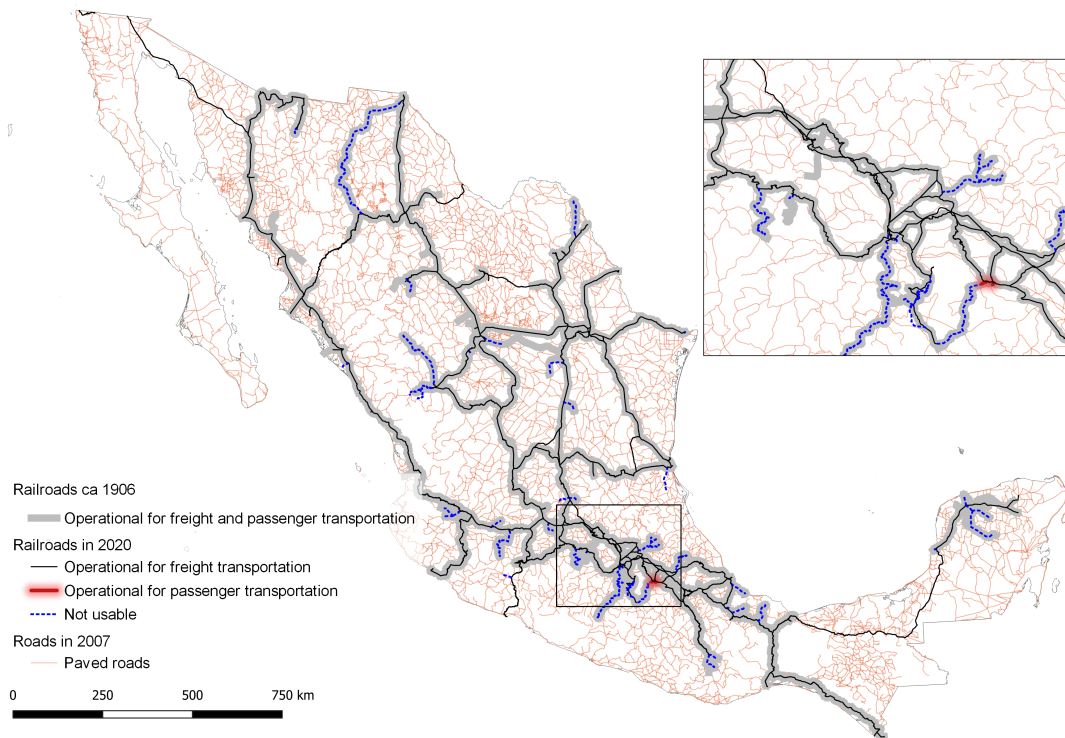 Railroads ca 1906
Operational for freight and passenger transportation
Railroads in 2020
Operational for freight transportation
Operational for passenger transportation
Not usable
Roads in 2007
Paved roads
0 250 500 750 km